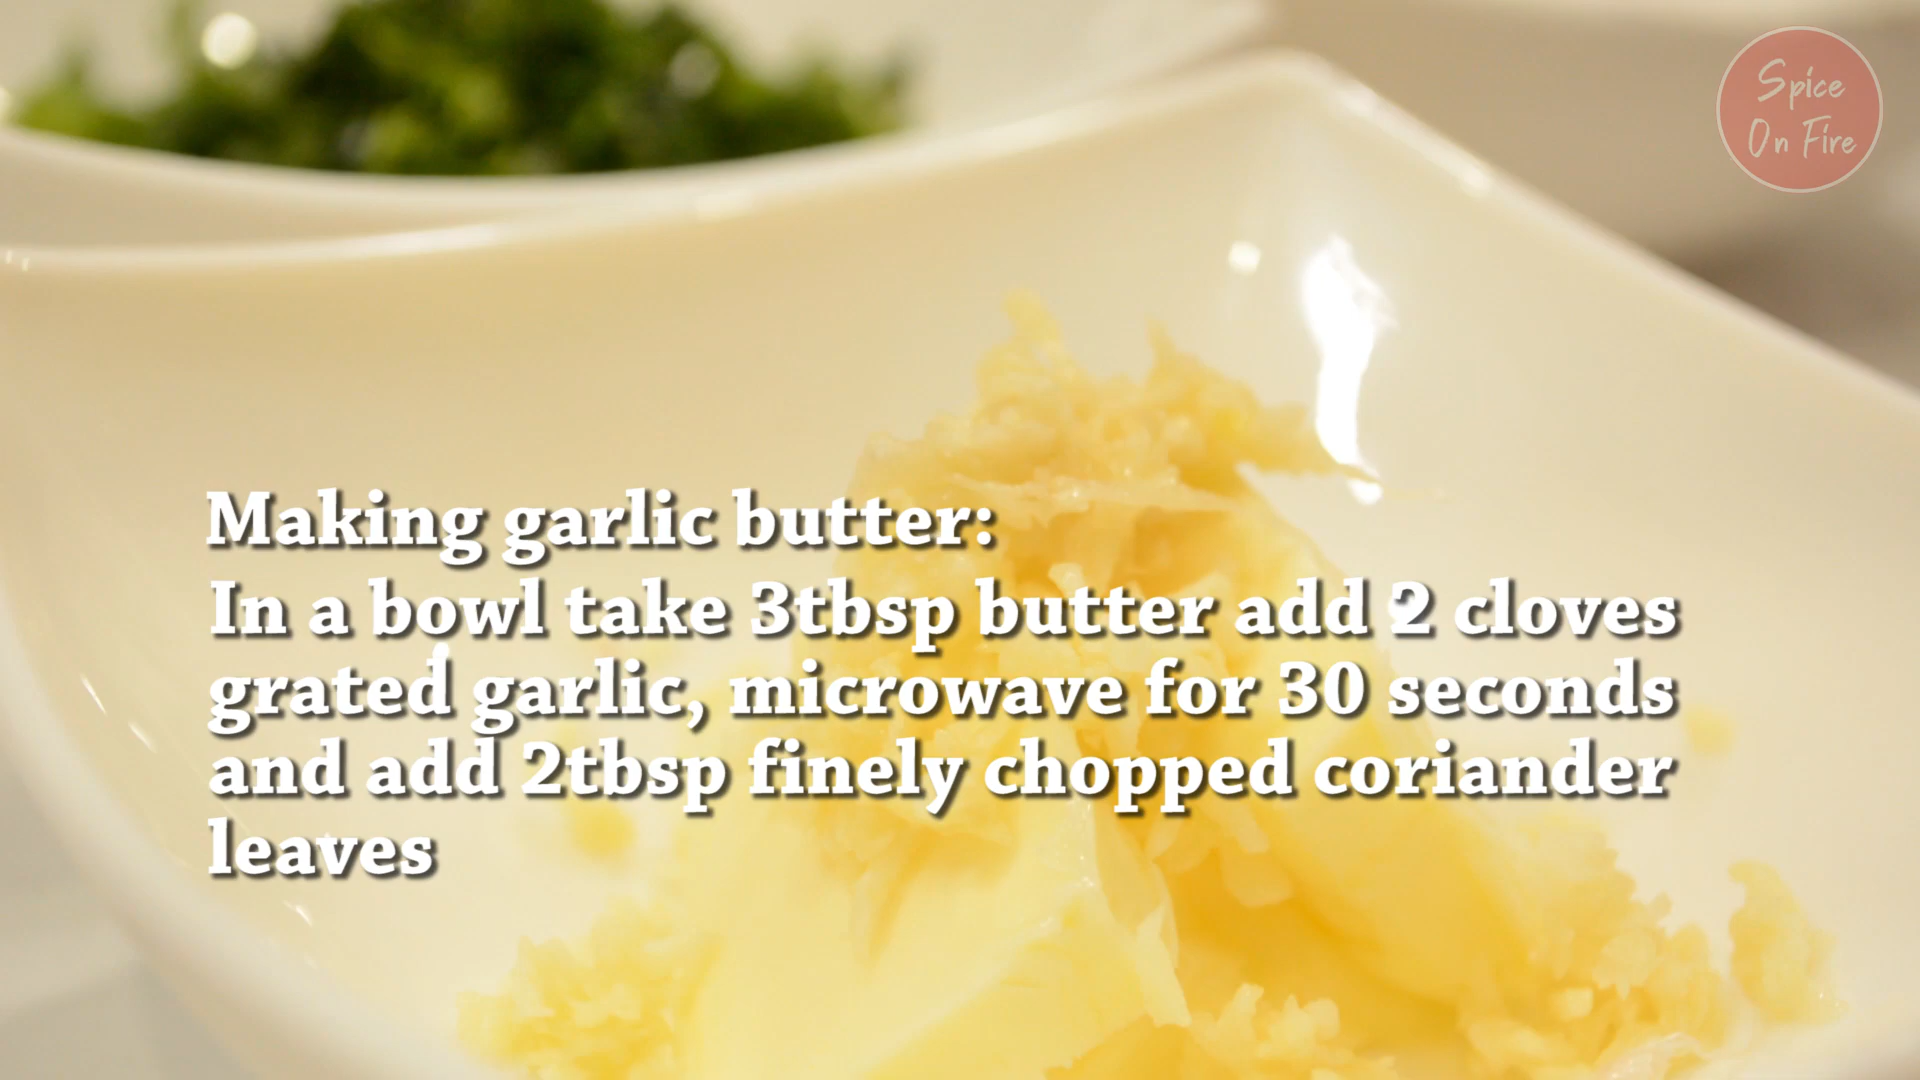 Spice
On Fire
Making garlic butter:
In a bowl take 3tbsp butter add 2 cloves
grated garlic, microwave for 30 seconds
and add 2tbsp finely chopped coriander
leaves